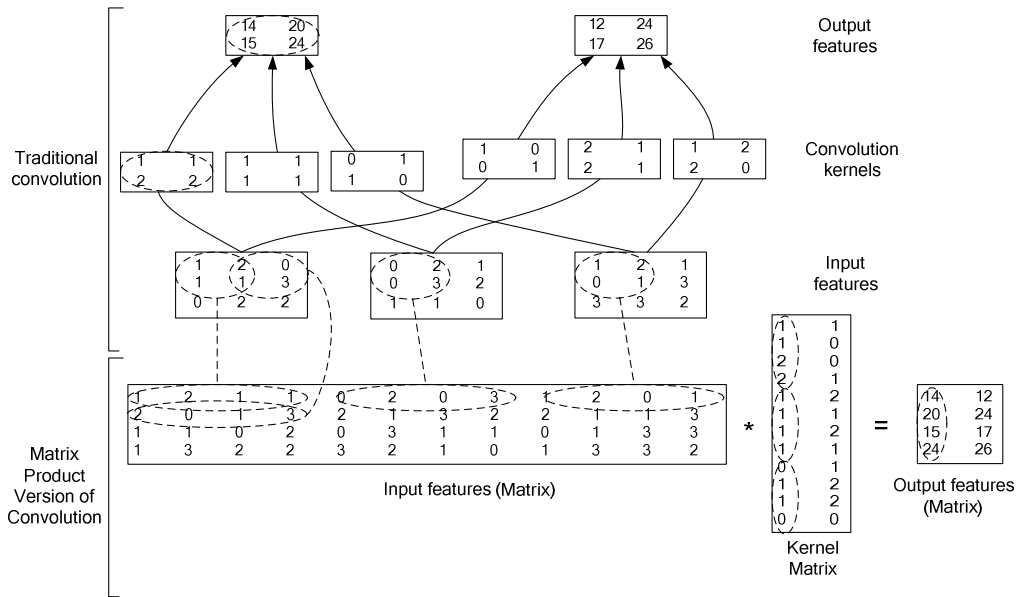 14 20
15 24
12 24
17 26
Output
features
Traditional
convolution
1 1
2 2
1 1
1 1
0 1
1 0
1 0
0 1
2 1
2 1
1 2
2 0
Convolution
kernels
1 2 0
1 1 3
0 2 2
0 2 1
0 3 2
1 1 0
1 2 1
0 1 3
3 3 2
Input
features
Matrix
Product
Version of
Convolution
1 2 1 1 0 2 0 3 1 2 0 1
2 0 1 3 2 1 3 2 2 1 1 3
1 1 0 2 0 3 1 1 0 1 3 3
1 3 2 2 3 2 1 0 1 3 3 2
Input features (Matrix)
*
1 1
1 0
2 0
2 1
1 2
1 1
1 2
1 1
0 1
1 2
1 2
0 0
Kernel
Matrix
=
14 12
20 24
15 17
24 26
Output features
(Matrix)